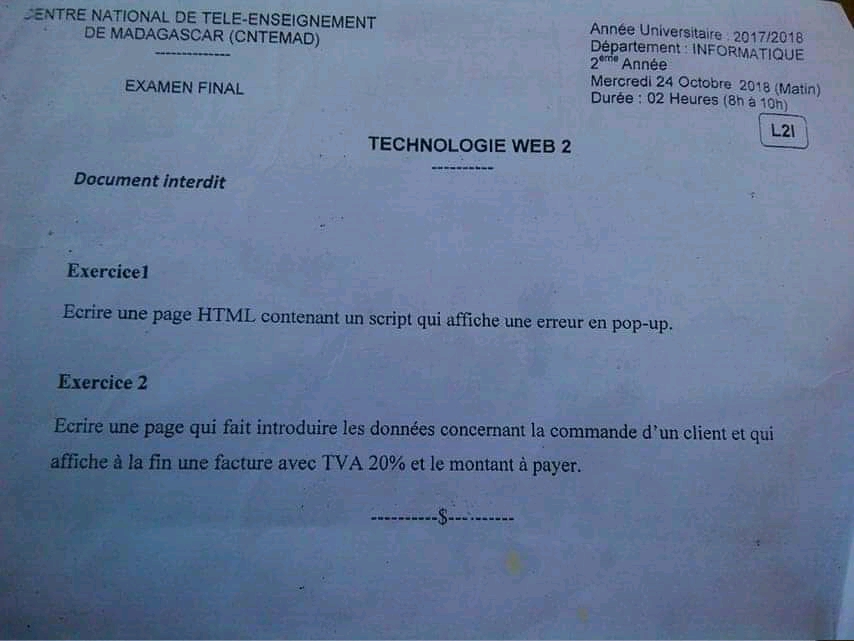 CENTRE NATIONAL DE TELE-ENSEIGNEMENT
DE MADAGASCAR (CNTEMAD)
--------------
EXAMEN FINAL
Année Universitaire : 2017/2018
Département : INFORMATIQUE
2ème Année
Mercredi 24 Octobre 2018 (Matin)
Durée : 02 Heures (8h à 10h)
L2I
TECHNOLOGIE WEB 2
----------
Document interdit
Exercice1
Ecrire une page HTML contenant un script qui affiche une erreur en pop-up.
Exercice 2
Ecrire une page qui fait introduire les données concernant la commande d'un client et qui
affiche à la fin une facture avec TVA 20% et le montant à payer.
----------$----------